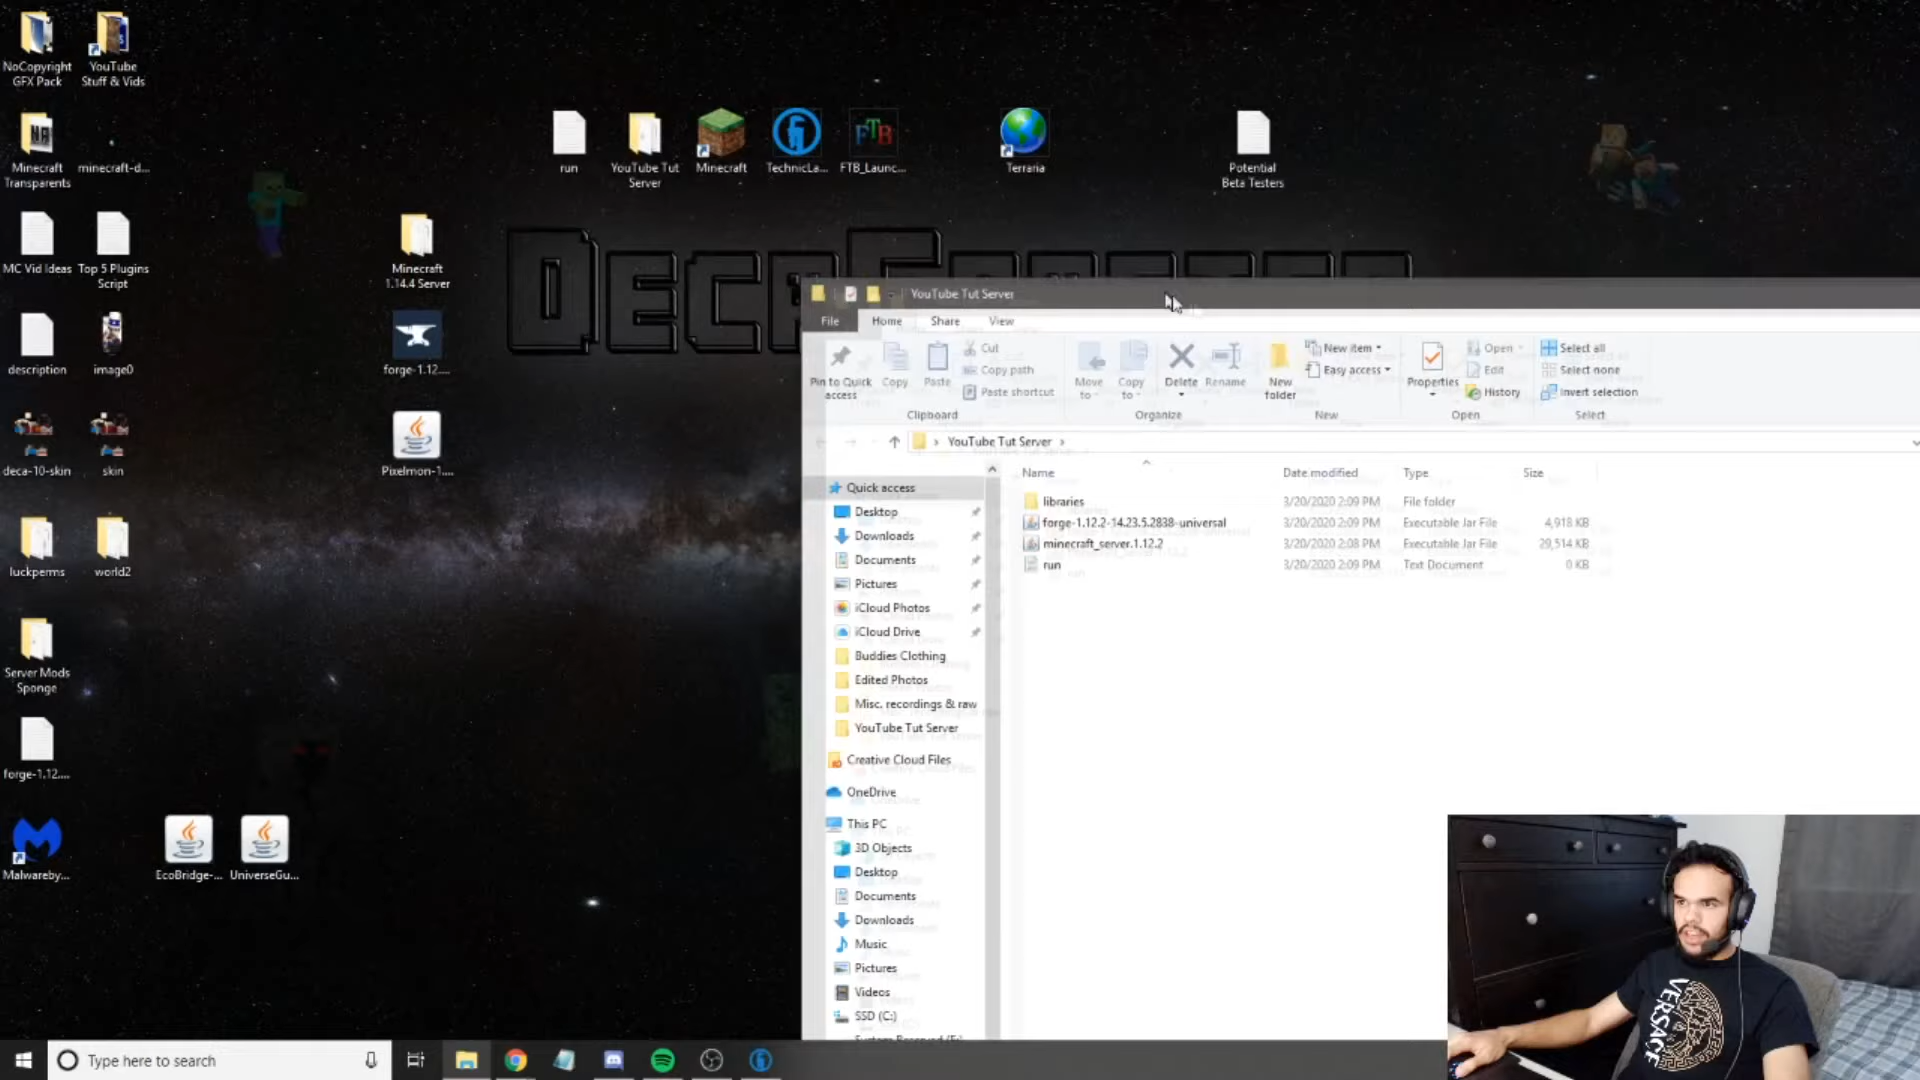 NoCopyright
GFX Pack
YouTube
Stuff & Vids
Minecraft
Transparents
minecraft-d...
run
YouTube Tut
Server
Minecraft
TechnicLa...
FTB
FTB_Launc...
Terraria
Potential
Beta Testers
MC Vid Ideas
Top 5 Plugins
Script
Minecraft
1.14.4 Server
description
image0
forge-1.12....
deca-10-skin
skin
Pixelmon-1....
luckperms
world2
Server Mods
Sponge
forge-1.12....
Malwareby...
EcoBridge-...
UniverseGu...
YouTube Tut Server
File Home Share View
Pin to Quick
access
Copy
Paste
Cut
Copy path
Paste shortcut
Clipboard
Move
to
Copy
to
Delete
Rename
Organize
New
folder
New item
Easy access
New
Properties
Open
Edit
History
Open
Select all
Select none
Invert selection
Select
YouTube Tut Server
Name Date modified Type Size
libraries 3/20/2020 2:09 PM File folder
forge-1.12.2-14.23.5.2838-universal 3/20/2020 2:09 PM Executable Jar File 4,918 KB
minecraft_server.1.12.2 3/20/2020 2:08 PM Executable Jar File 29,514 KB
run 3/20/2020 2:09 PM Text Document 0 KB
Quick access
Desktop
Downloads
Documents
Pictures
iCloud Photos
iCloud Drive
Buddies Clothing
Edited Photos
Misc. recordings & raw
YouTube Tut Server
Creative Cloud Files
OneDrive
This PC
3D Objects
Desktop
Documents
Downloads
Music
Pictures
Videos
SSD (C:)
VERSACE
Type here to search